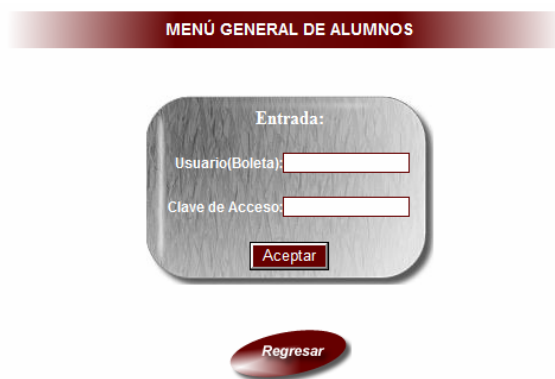 MENÚ GENERAL DE ALUMNOS
Entrada:
Usuario(Boleta):
Clave de Acceso:
Aceptar
Regresar